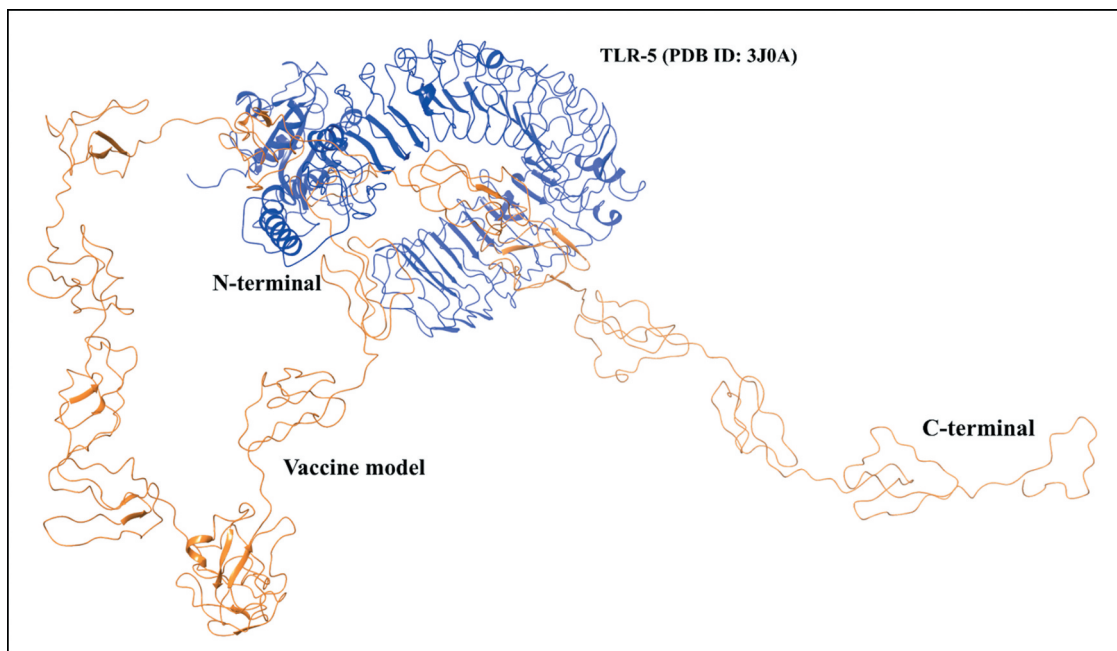 TLR-5 (PDB ID: 3J0A)
N-terminal
C-terminal
Vaccine model